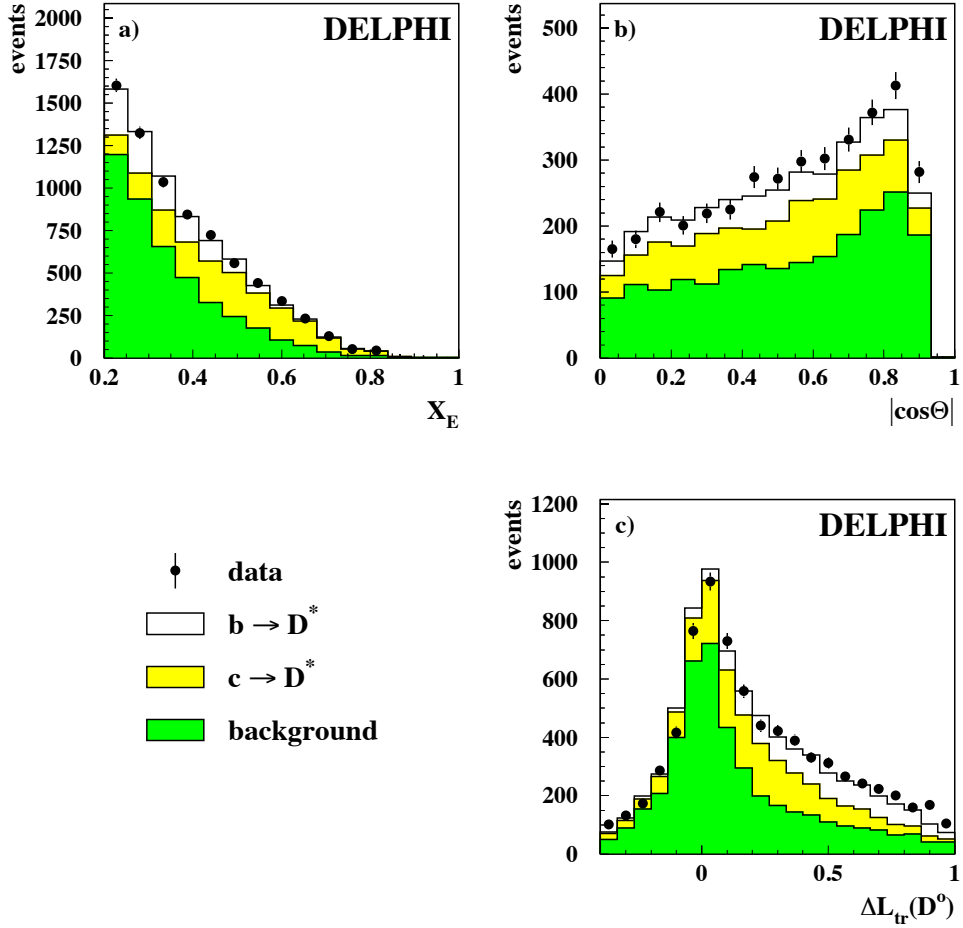 events
2000
1750
1500
1250
1000
750
500
250
0
a)
DELPHI
0.2
0.4
0.6
0.8
1
X_E
events
500
400
300
200
100
0
b)
DELPHI
0
0.2
0.4
0.6
0.8
1
|cosΘ|
data
b → D*
c → D*
background
events
1200
1000
800
600
400
200
0
c)
DELPHI
0
0.5
1
ΔL_tr(D°)